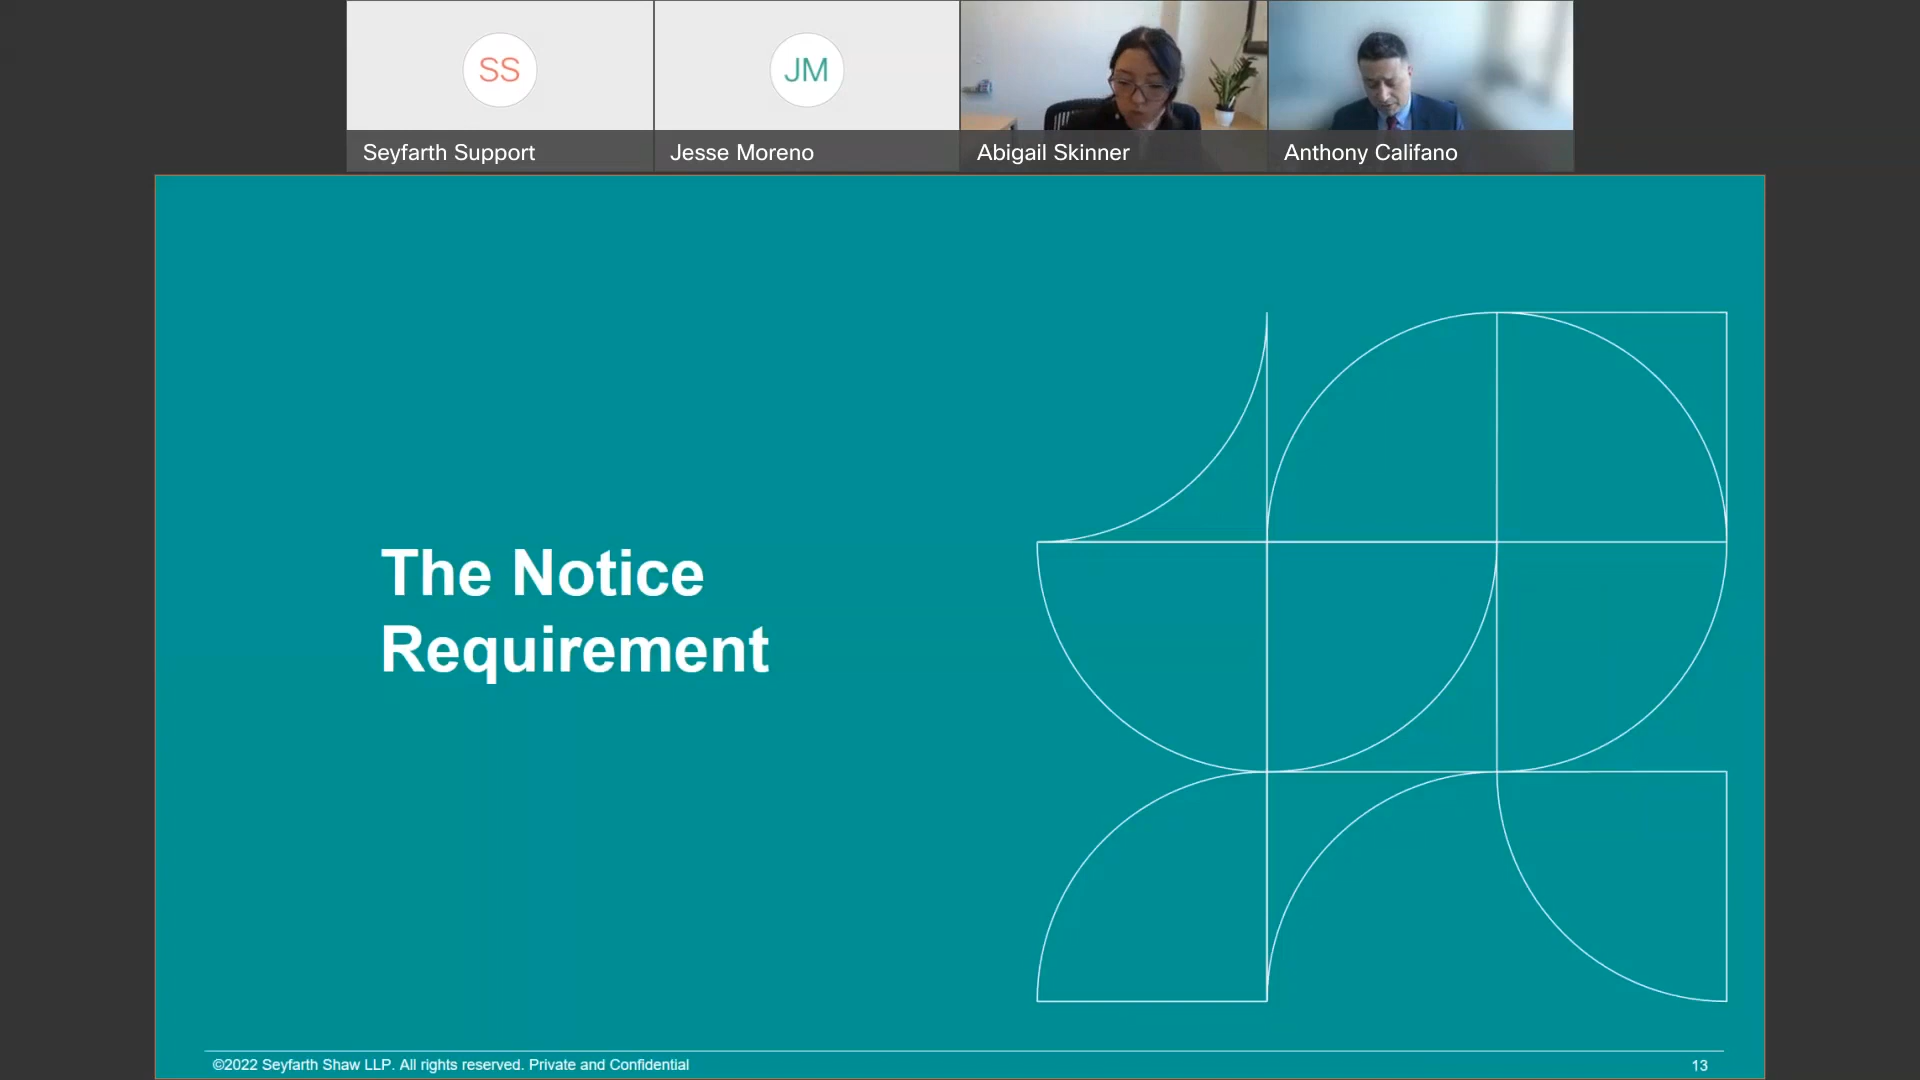 SS
JM
Seyfarth Support
Jesse Moreno
Abigail Skinner
Anthony Califano
The Notice
Requirement
©2022 Seyfarth Shaw LLP. All rights reserved. Private and Confidential
13